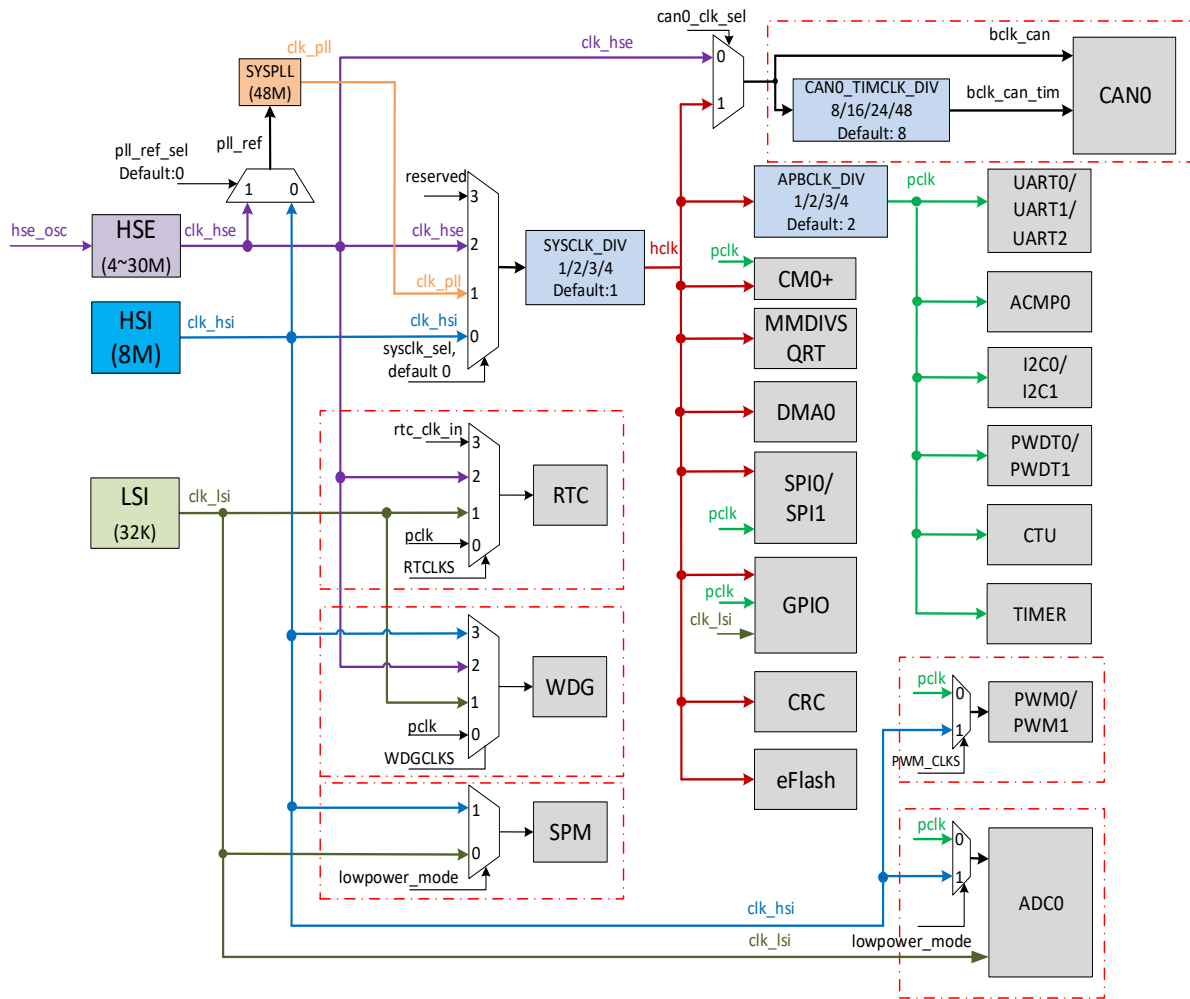 can0_clk_sel
clk_pll
clk_hse
0
1
bclk_can
SYSPLL
(48M)
CAN0_TIMCLK_DIV
8/16/24/48
Default: 8
bclk_can_tim
CAN0
pll_ref_sel
Default:0
pll_ref
1 0
reserved
3
APBCLK_DIV
1/2/3/4
Default: 2
pclk
UART0/
UART1/
UART2
hse_osc
HSE
(4~30M)
clk_hse
clk_hse
2
SYSCLK_DIV
1/2/3/4
Default:1
hclk
pclk
CM0+
clk_pll
1
ACMP0
HSI
(8M)
clk_hsi
clk_hsi
0
sysclk_sel,
default 0
MMDIVS
QRT
I2C0/
I2C1
DMA0
rtc_clk_in
3
2
1
0
RTC
pclk
RTCLKS
PWDT0/
PWDT1
SPI0/
SPI1
pclk
LSI
(32K)
clk_lsi
CTU
GPIO
pclk
clk_lsi
TIMER
3
2
1
0
WDG
pclk
WDGCLKS
CRC
pclk
0
1
PWM0/
PWM1
PWM_CLKS
eFlash
1
0
SPM
lowpower_mode
pclk
0
1
ADC0
lowpower_mode
clk_hsi
clk_lsi